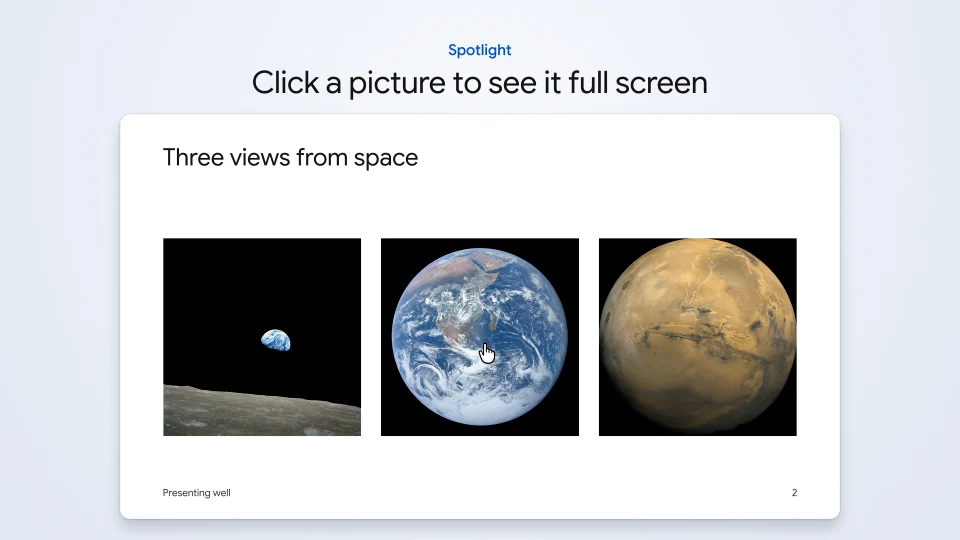 Spotlight
Click a picture to see it full screen
Three views from space
Presenting well
2